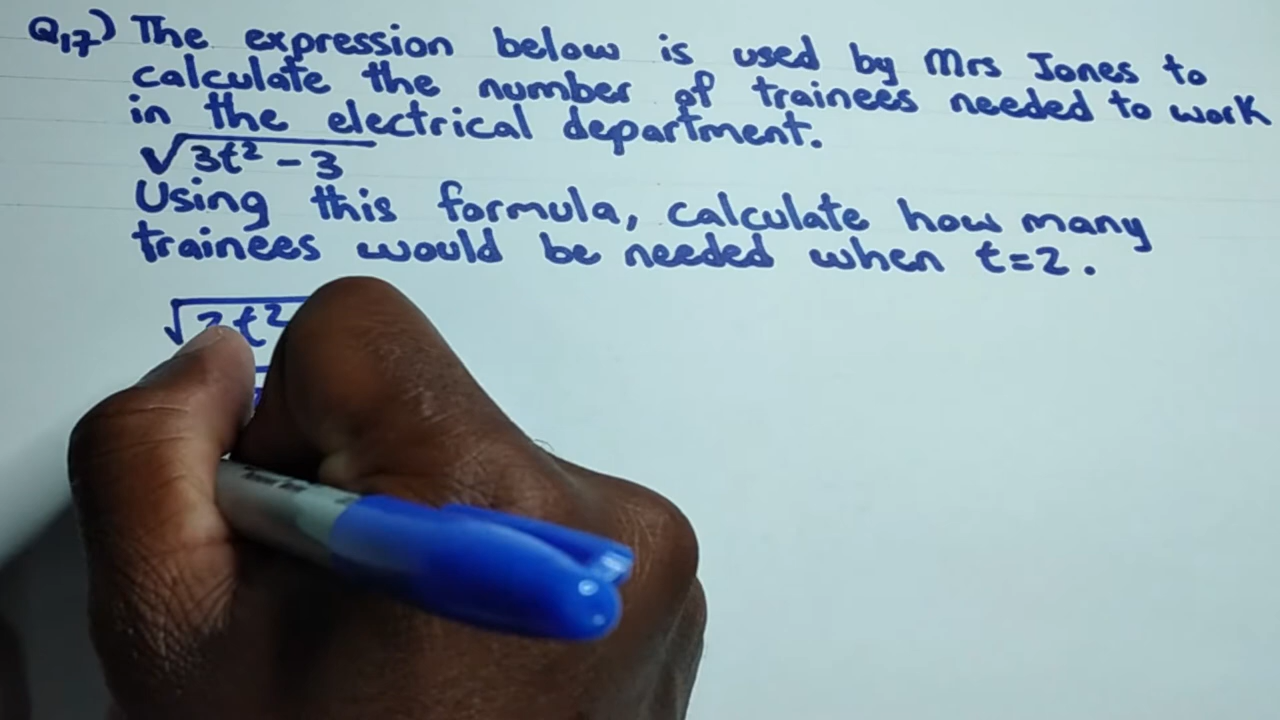 Q17) The expression below is used by Mrs Jones to
calculate the number of trainees needed to work
in the electrical department.
√3t² - 3
Using this formula, calculate how many
trainees would be needed when t=2.
√3t²